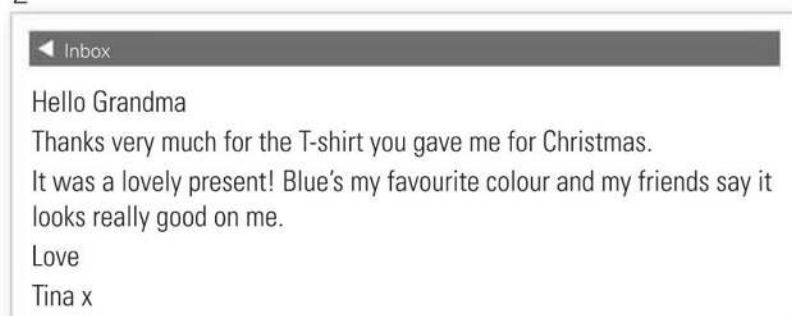 Inbox
Hello Grandma
Thanks very much for the T-shirt you gave me for Christmas.
It was a lovely present! Blue's my favourite colour and my friends say it
looks really good on me.
Love
Tina x